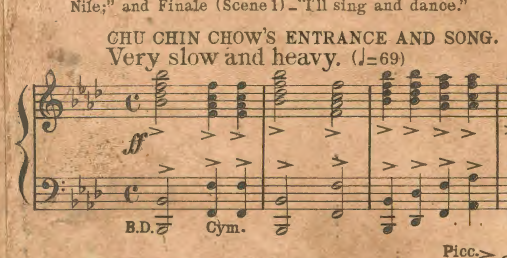 Nile;" and Finale (Scene 1)_"I'll sing and dance."
CHU CHIN CHOW'S ENTRANCE AND SONG.
Very slow and heavy. (♩=69)
ff
B.D. Cym.
Picc.